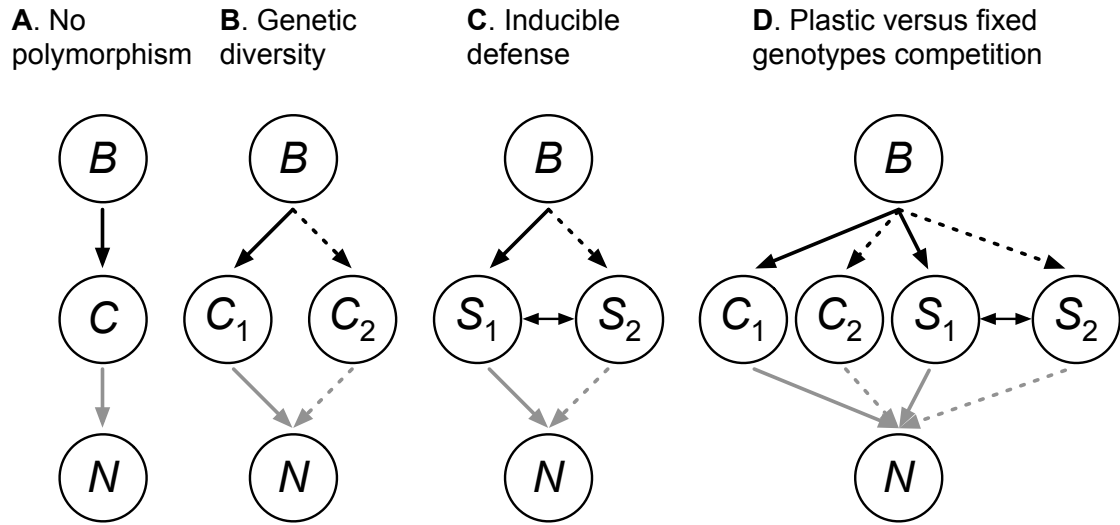 A. No
polymorphism
B. Genetic
diversity
C. Inducible
defense
D. Plastic versus fixed
genotypes competition
B
B
B
B
C
C1
C2
S1
S2
C1
C2
S1
S2
N
N
N
N